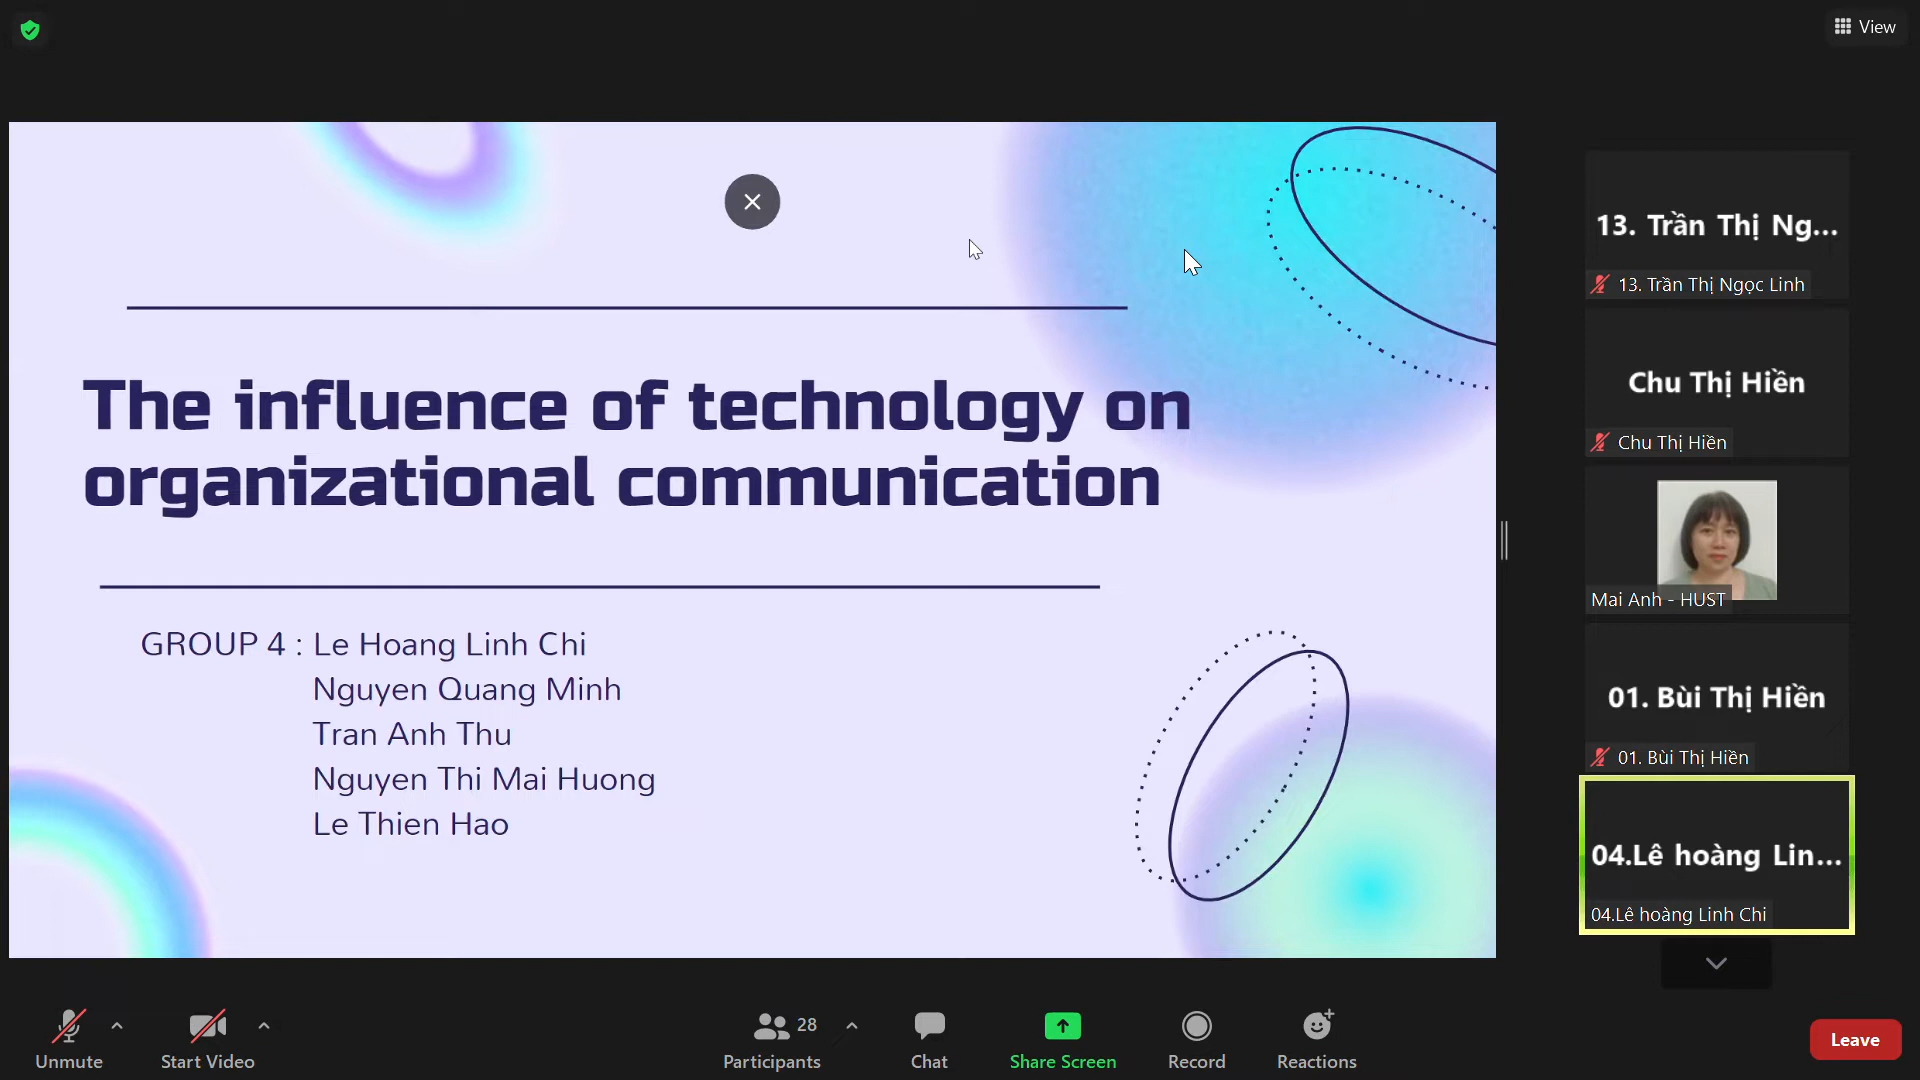 View
The influence of technology on
organizational communication
GROUP 4 : Le Hoang Linh Chi
Nguyen Quang Minh
Tran Anh Thu
Nguyen Thi Mai Huong
Le Thien Hao
13. Trần Thị Ng...
13. Trần Thị Ngọc Linh
Chu Thị Hiền
Chu Thị Hiền
Mai Anh - HUST
01. Bùi Thị Hiền
01. Bùi Thị Hiền
04.Lê hoàng Lin...
04.Lê hoàng Linh Chi
Unmute
Start Video
28
Participants
Chat
Share Screen
Record
Reactions
Leave